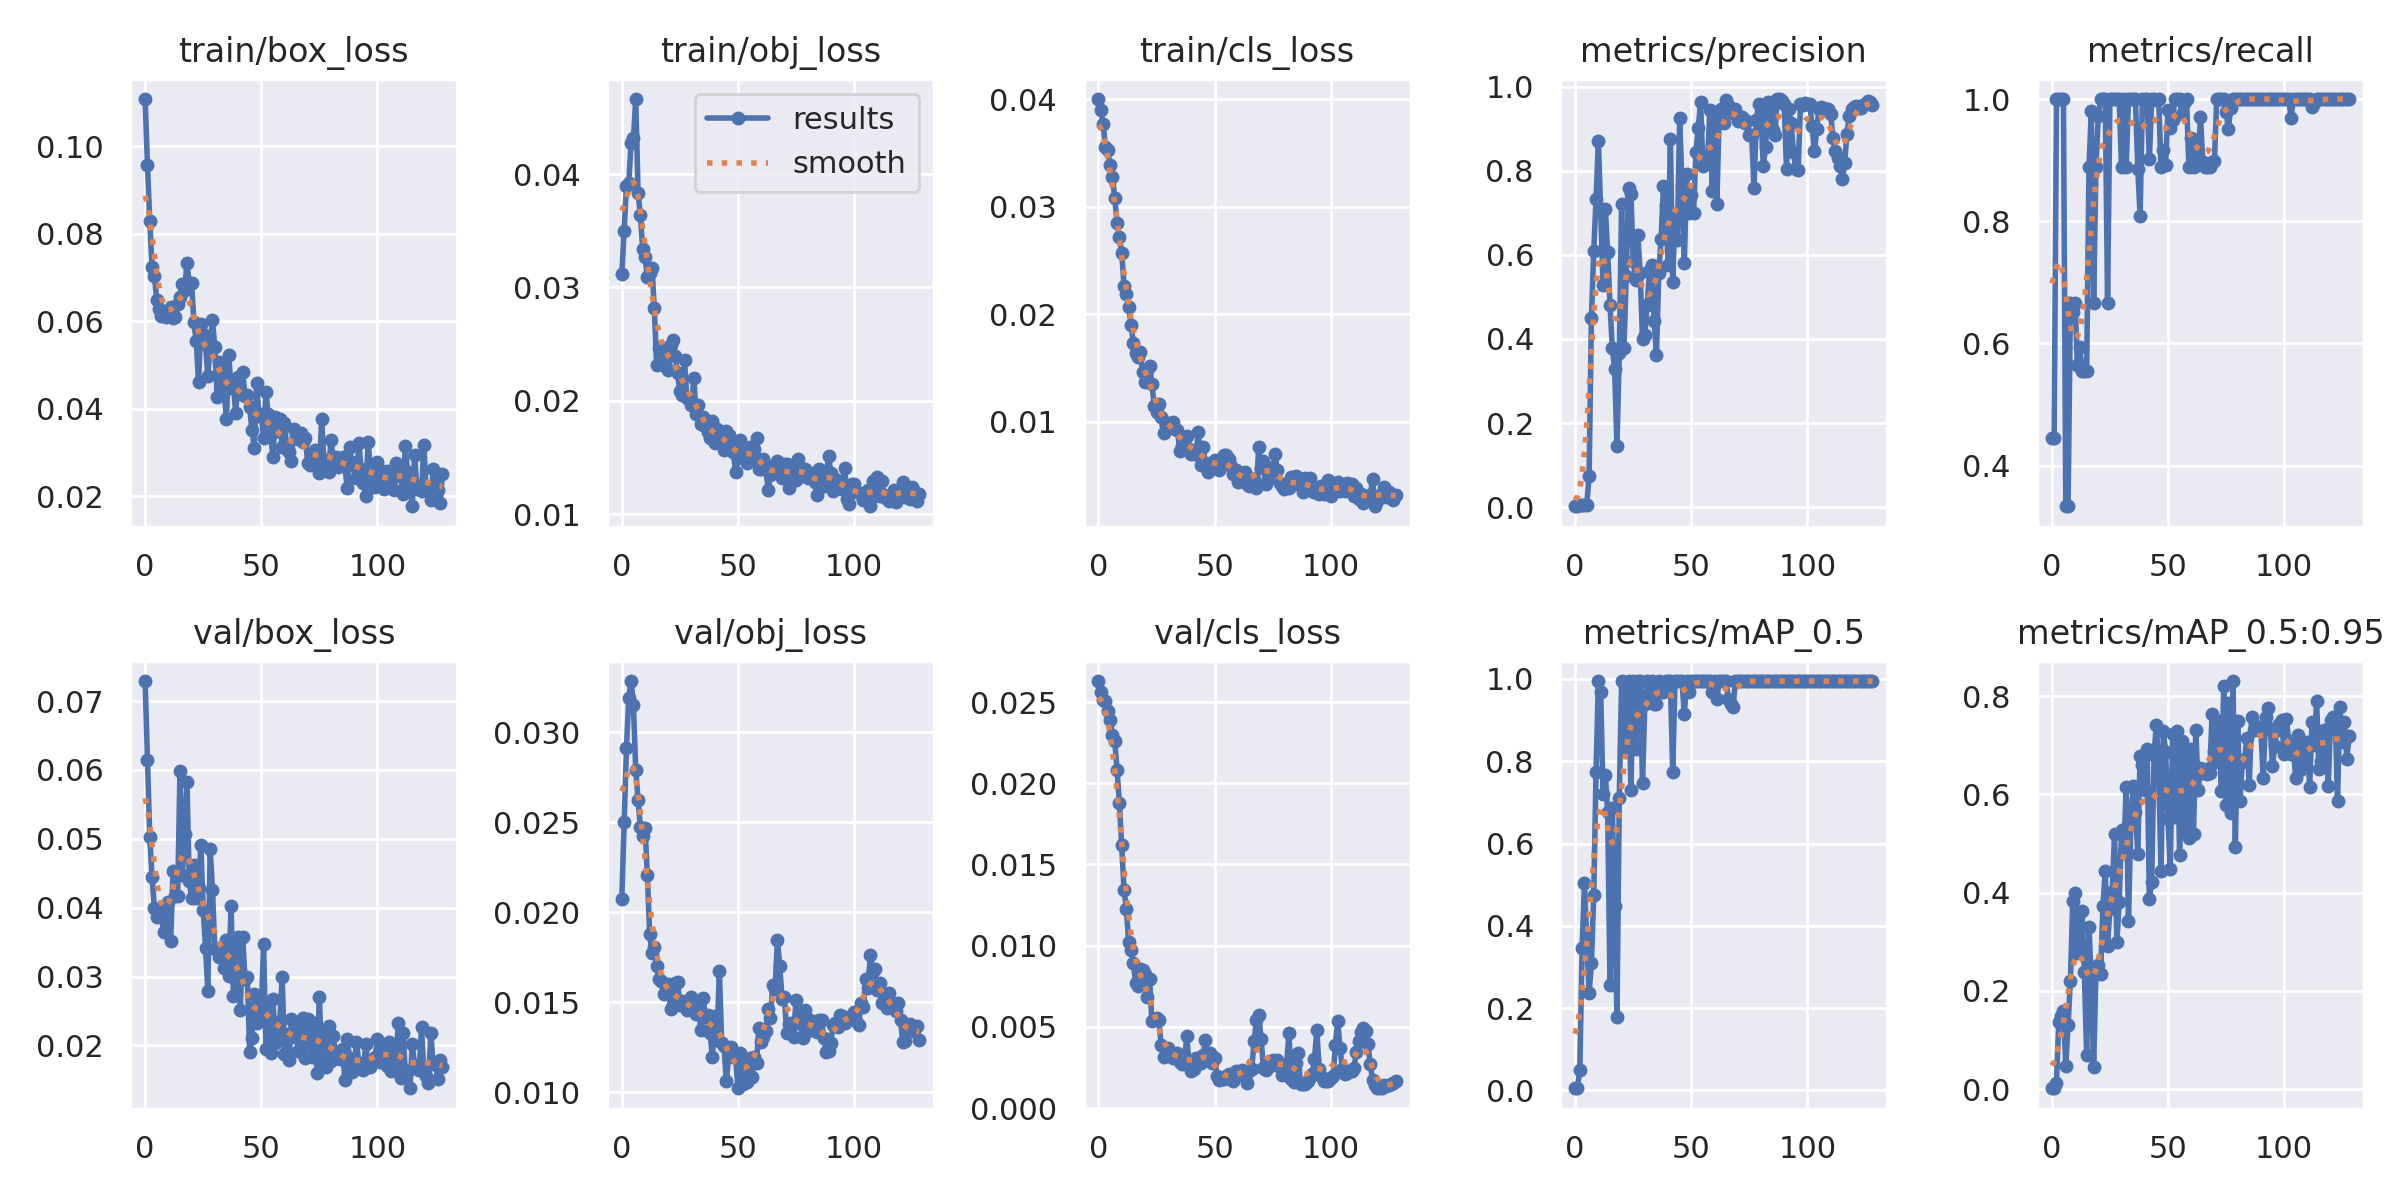 train/box_loss
0.10
0.08
0.06
0.04
0.02
0 50 100
train/obj_loss
results
smooth
0.04
0.03
0.02
0.01
0 50 100
train/cls_loss
0.04
0.03
0.02
0.01
0 50 100
metrics/precision
1.0
0.8
0.6
0.4
0.2
0.0
0 50 100
metrics/recall
1.0
0.8
0.6
0.4
0 50 100
val/box_loss
0.07
0.06
0.05
0.04
0.03
0.02
0 50 100
val/obj_loss
0.030
0.025
0.020
0.015
0.010
0 50 100
val/cls_loss
0.025
0.020
0.015
0.010
0.005
0.000
0 50 100
metrics/mAP_0.5
1.0
0.8
0.6
0.4
0.2
0.0
0 50 100
metrics/mAP_0.5:0.95
0.8
0.6
0.4
0.2
0.0
0 50 100